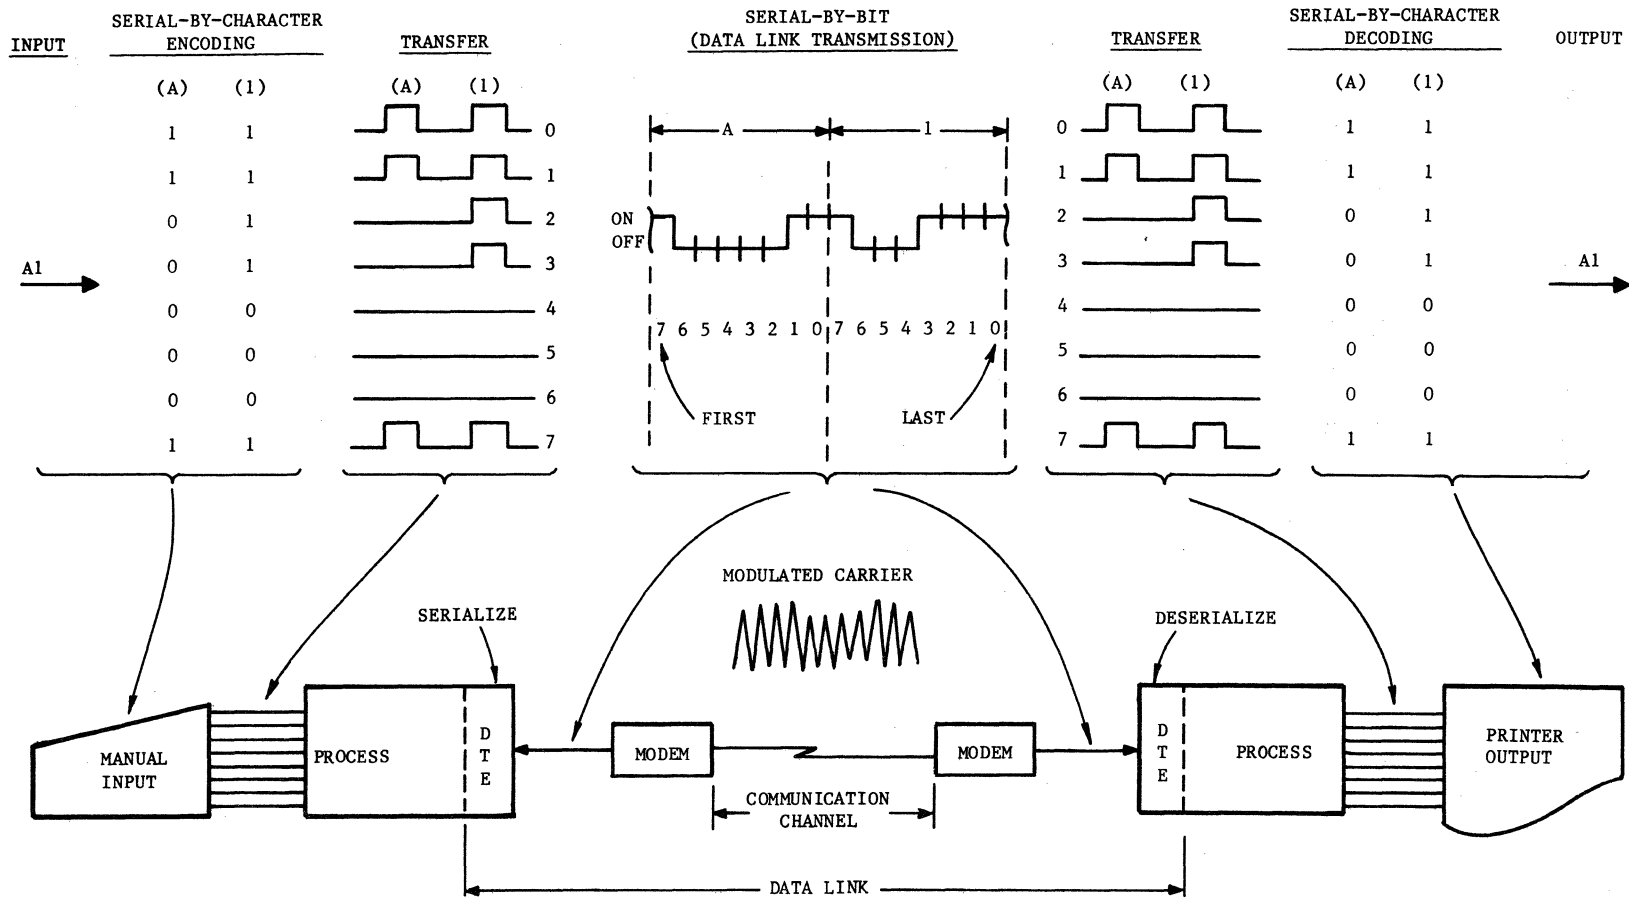 INPUT
SERIAL-BY-CHARACTER
ENCODING
TRANSFER
SERIAL-BY-BIT
(DATA LINK TRANSMISSION)
TRANSFER
SERIAL-BY-CHARACTER
DECODING
OUTPUT
(A) (1) (A) (1) (A) (1) (A) (1)
1 1 0 A 1 0 1 1
1 1 1 1 1 1
0 1 2 ON 2 0 1
OFF
0 1 3 3 0 1
A1 A1
0 0 4 4 0 0
7 6 5 4 3 2 1 0 7 6 5 4 3 2 1 0
0 0 5 5 0 0
0 0 6 6 0 0
FIRST LAST
1 1 7 7 1 1
MODULATED CARRIER
SERIALIZE
DESERIALIZE
MANUAL
INPUT
PROCESS
D
T
E
MODEM
MODEM
D
T
E
PROCESS
PRINTER
OUTPUT
COMMUNICATION
CHANNEL
DATA LINK